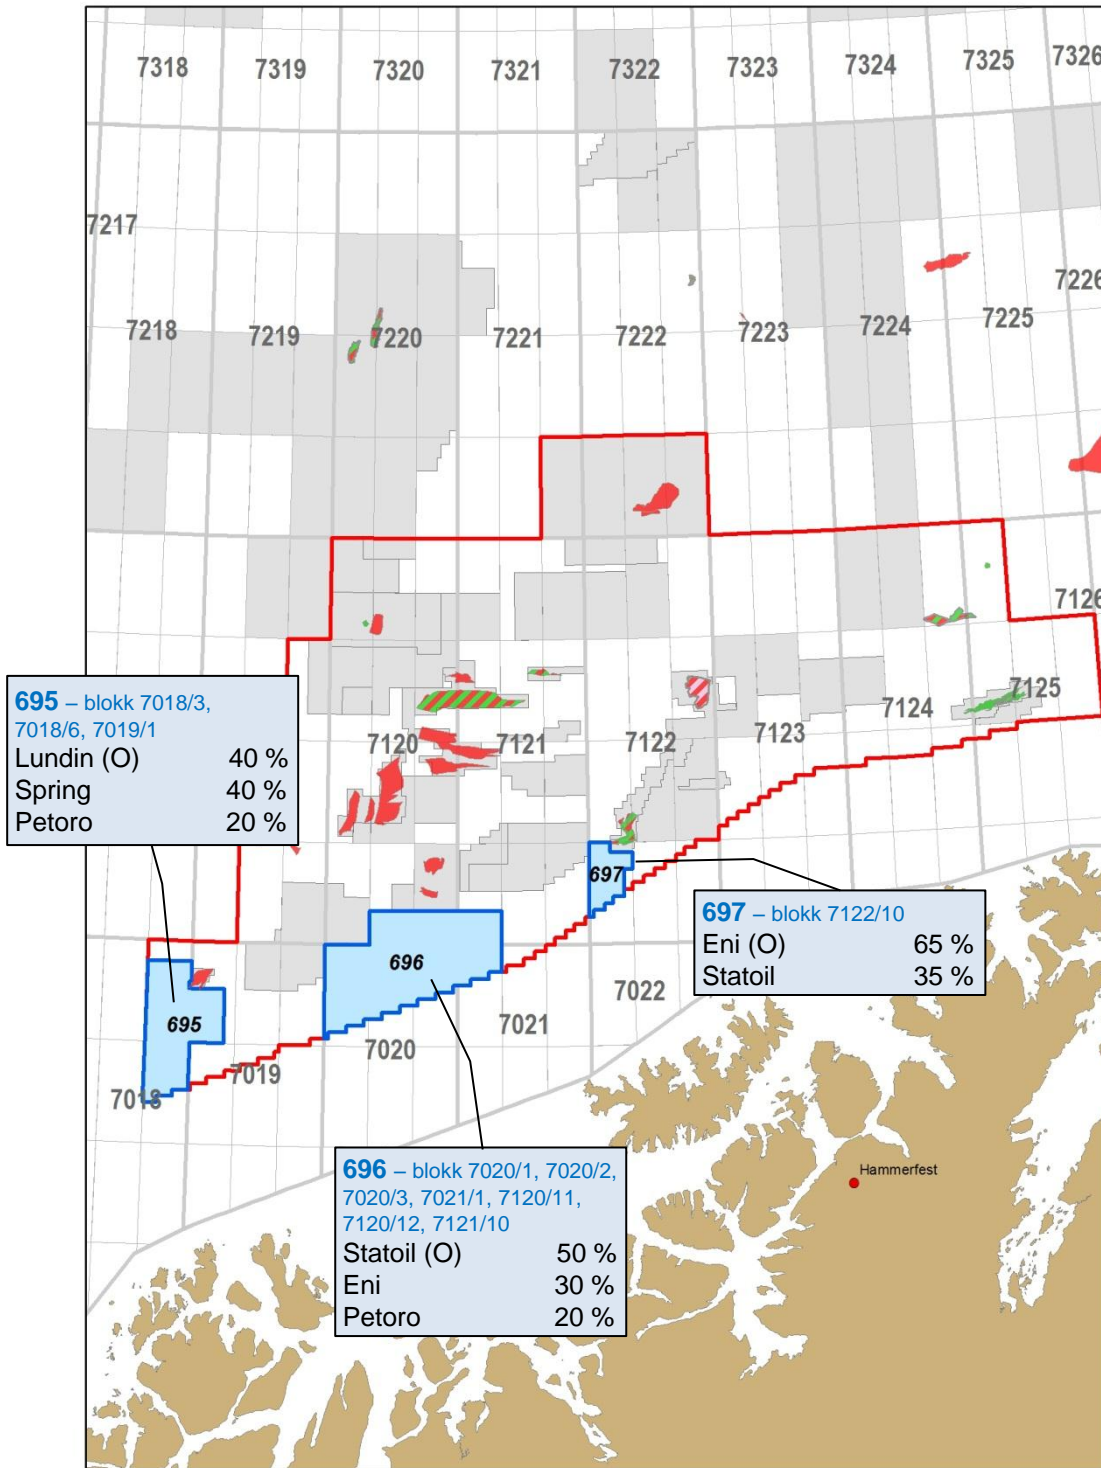 7318 7319 7320 7321 7322 7323 7324 7325 7326
7217
7226
7218 7219 7220 7221 7222 7223 7224 7225
7126
695 – blokk 7018/3,
7018/6, 7019/1
Lundin (O) 40 %
Spring 40 %
Petoro 20 %
7120 7121 7122 7123 7124 7125
697
697 – blokk 7122/10
Eni (O) 65 %
Statoil 35 %
696
695
7018 7019 7020 7021 7022
696 – blokk 7020/1, 7020/2,
7020/3, 7021/1, 7120/11,
7120/12, 7121/10
Statoil (O) 50 %
Eni 30 %
Petoro 20 %
Hammerfest